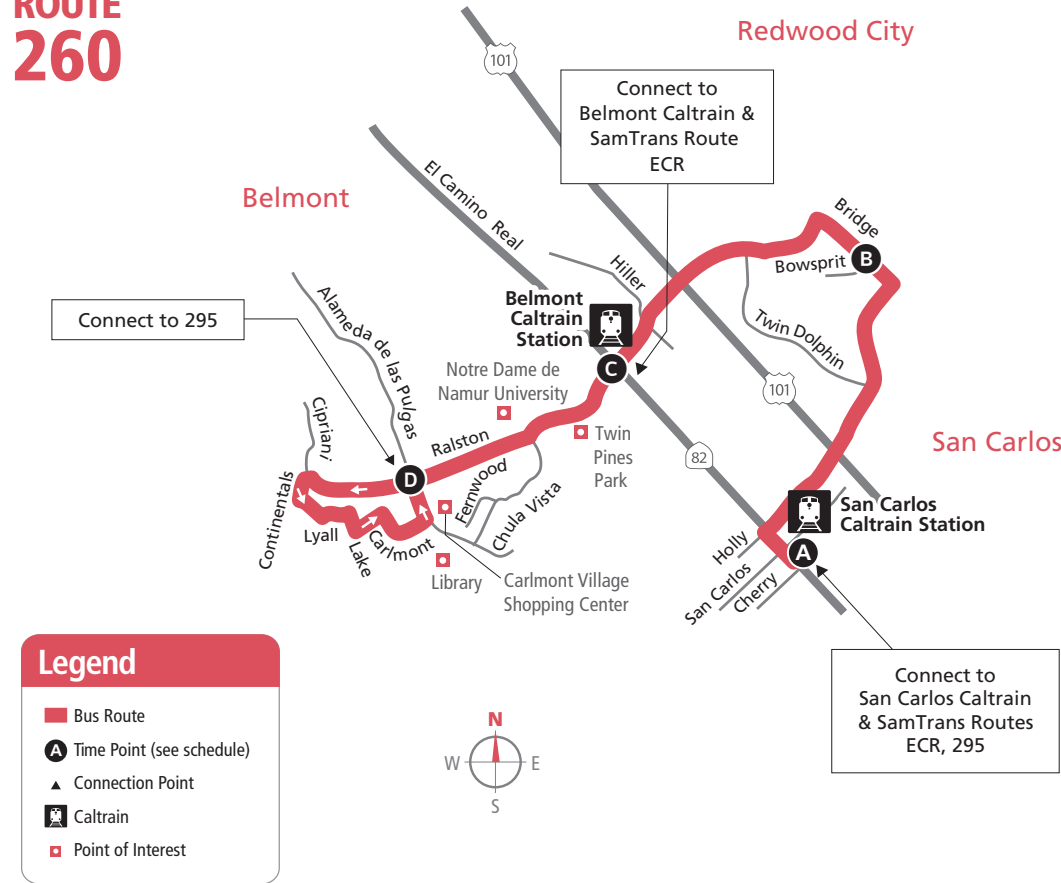 ROUTE
260
Redwood City
101
Connect to
Belmont Caltrain &
SamTrans Route
ECR
El Camino Real
Belmont
Bridge
B
Bowsprit
Hiller
Belmont
Caltrain
Station
Twin Dolphin
Connect to 295
Alameda de las Pulgas
C
Notre Dame de
Namur University
101
Cipriani
Ralston
Twin
Pines
Park
San Carlos
82
D
Fernwood
Chula Vista
Continentals
Lyall
Lake
Carlmont
San Carlos
Caltrain Station
Holly
A
San Carlos
Cherry
Library
Carlmont Village
Shopping Center
Legend
Bus Route
A Time Point (see schedule)
Connection Point
Caltrain
Point of Interest
N
W
E
S
Connect to
San Carlos Caltrain
& SamTrans Routes
ECR, 295